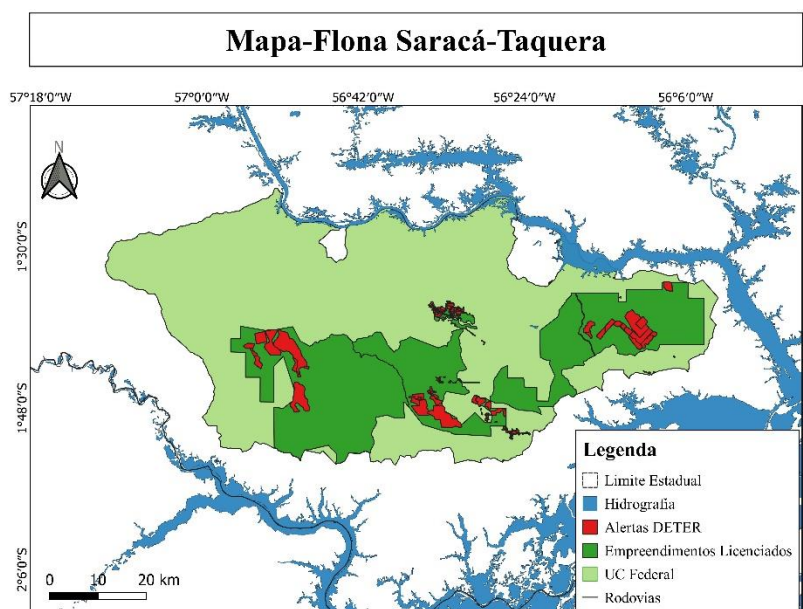 Mapa-Flona Saracá-Taquera
57°18'0"W 57°0'0"W 56°42'0"W 56°24'0"W 56°6'0"W
N
1°30'0"S
1°48'0"S
2°6'0"S
0 10 20 km
Legenda
Limite Estadual
Hidrografia
Alertas DETER
Empreendimentos Licenciados
UC Federal
Rodovias